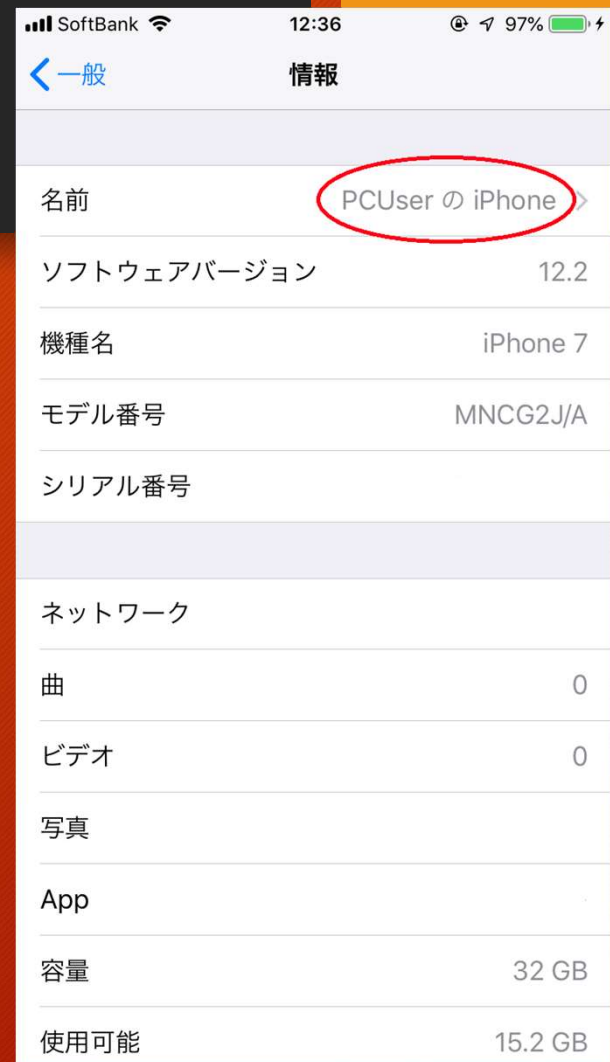 SoftBank 12:36 97%
一般 情報
名前 PCUser の iPhone
ソフトウェアバージョン 12.2
機種名 iPhone 7
モデル番号 MNCG2J/A
シリアル番号
ネットワーク
曲 0
ビデオ 0
写真
App
容量 32 GB
使用可能 15.2 GB